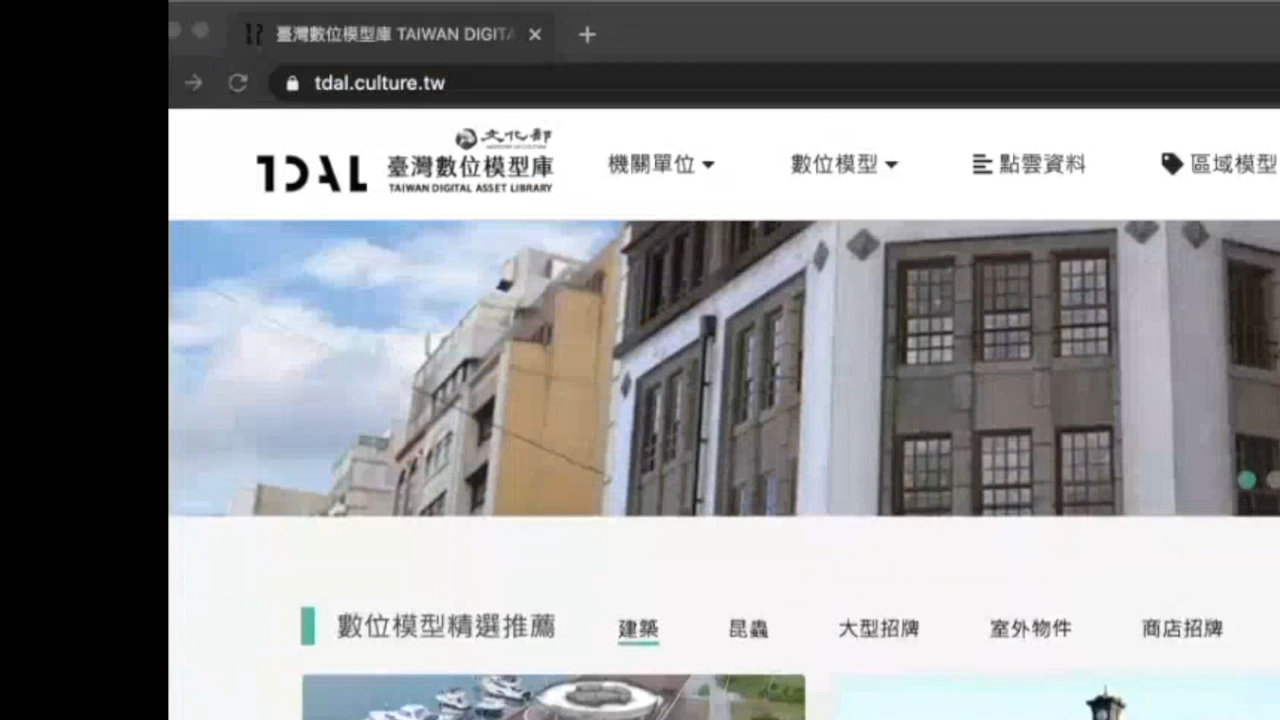 臺灣數位模型庫 TAIWAN DIGITA
tdal.culture.tw
文化部
TDAL 臺灣數位模型庫
TAIWAN DIGITAL ASSET LIBRARY
機關單位 數位模型 點雲資料 區域模型
數位模型精選推薦 建築 昆蟲 大型招牌 室外物件 商店招牌